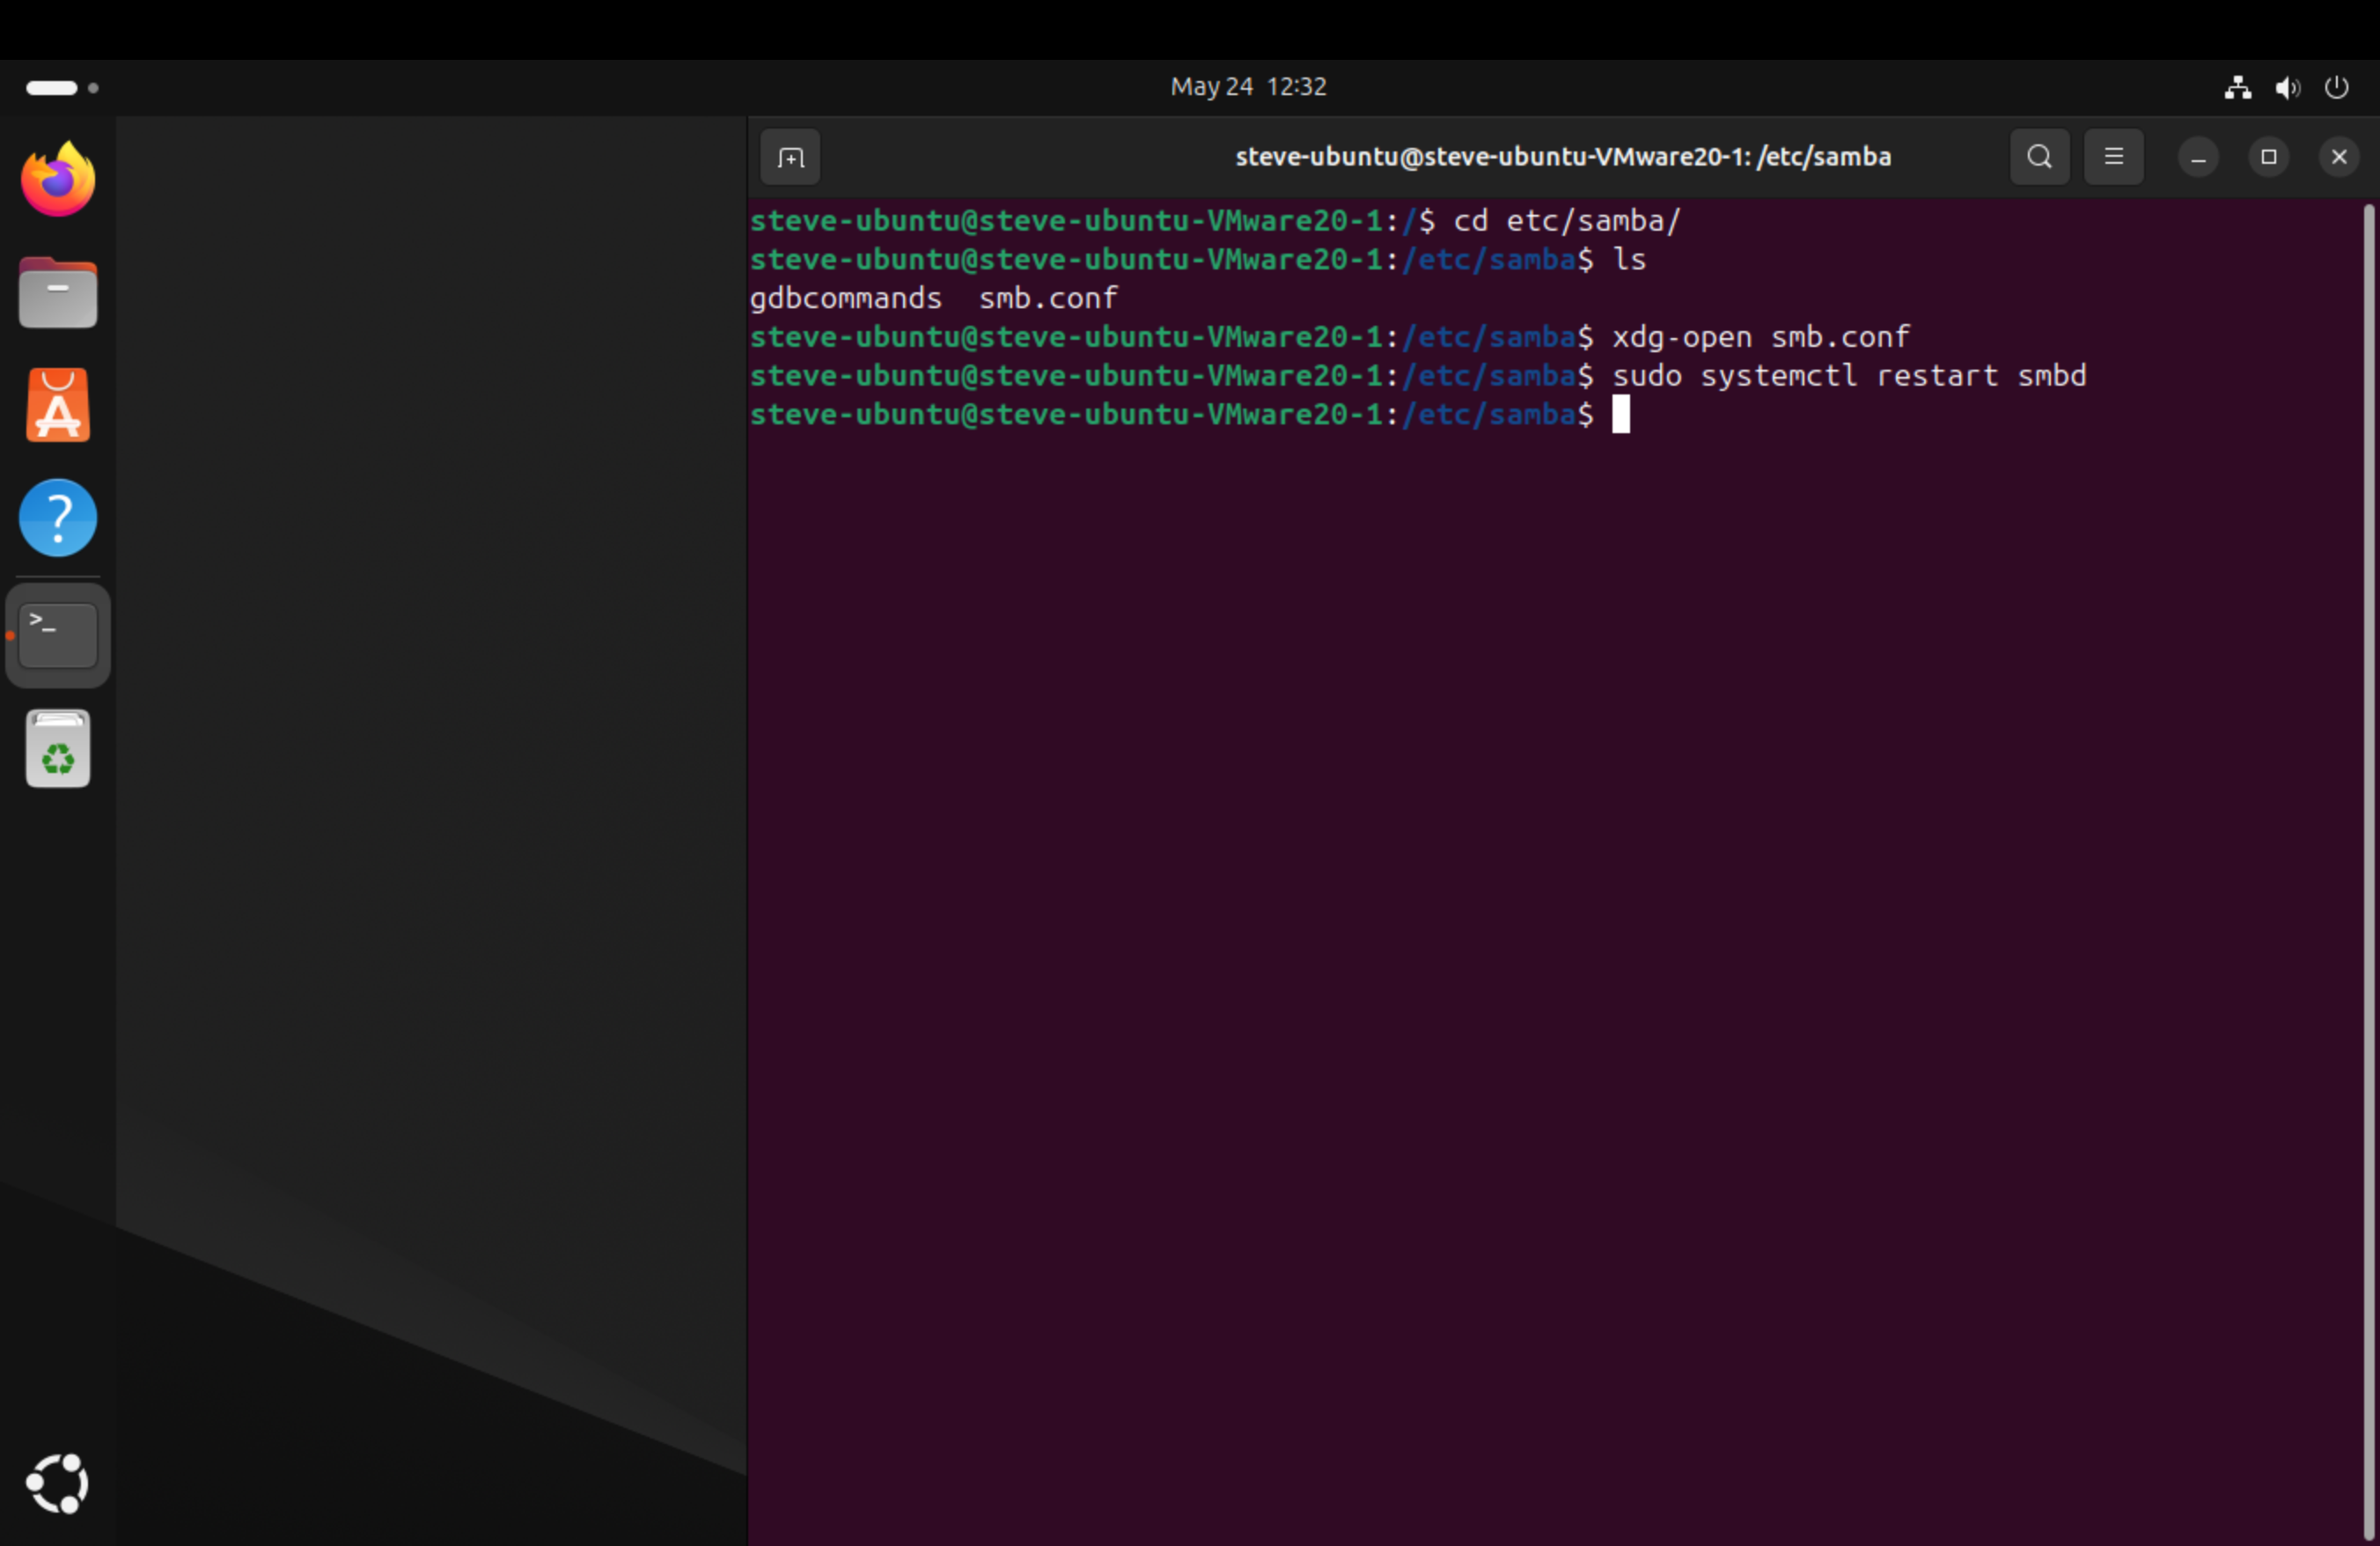 May 24 12:32
steve-ubuntu@steve-ubuntu-VMware20-1: /etc/samba
steve-ubuntu@steve-ubuntu-VMware20-1:/$ cd etc/samba/
steve-ubuntu@steve-ubuntu-VMware20-1:/etc/samba$ ls
gdbcommands  smb.conf
steve-ubuntu@steve-ubuntu-VMware20-1:/etc/samba$ xdg-open smb.conf
steve-ubuntu@steve-ubuntu-VMware20-1:/etc/samba$ sudo systemctl restart smbd
steve-ubuntu@steve-ubuntu-VMware20-1:/etc/samba$